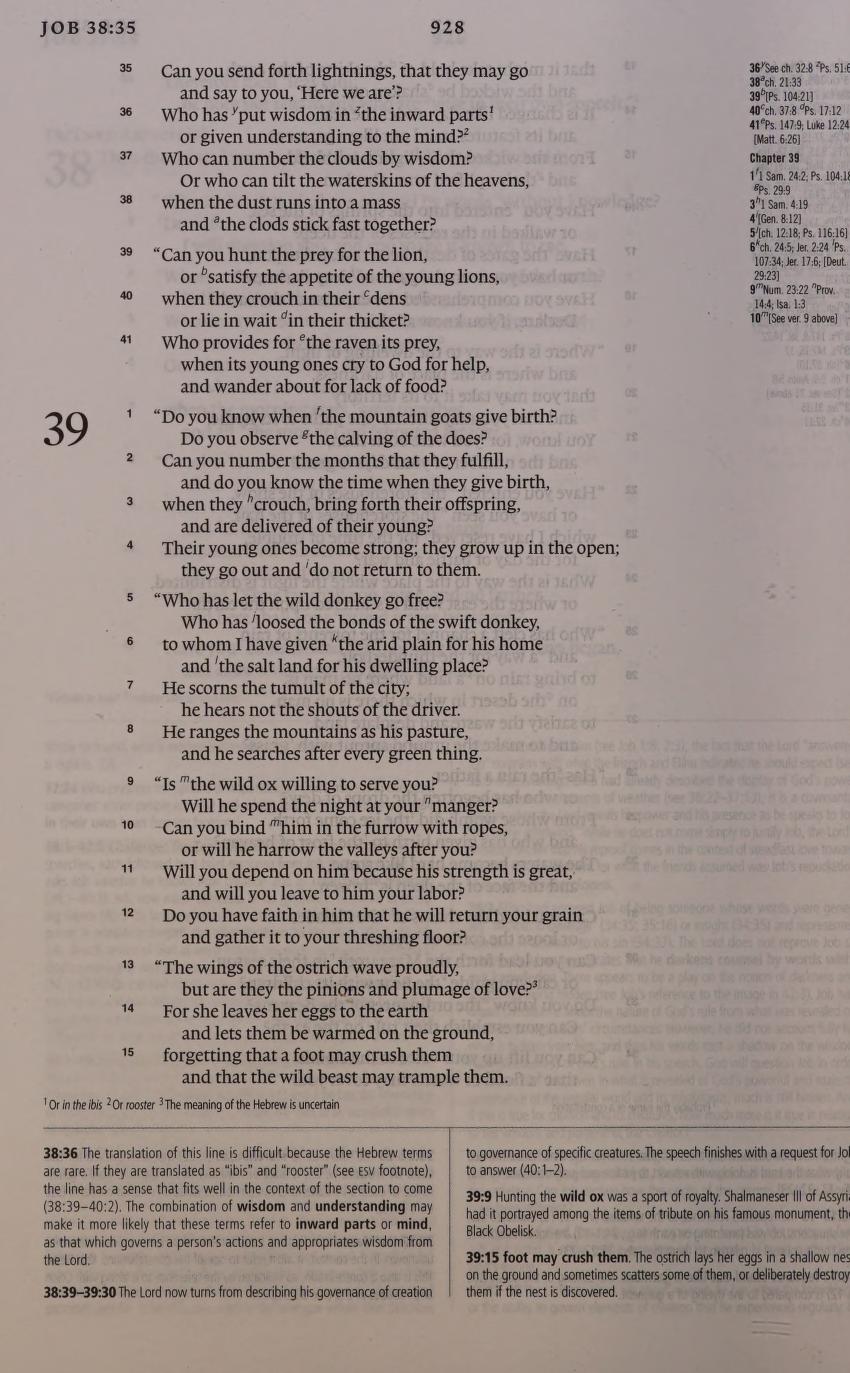 JOB 38:35
928
35 Can you send forth lightnings, that they may go
and say to you, ‘Here we are’?
36 Who has yput wisdom in zthe inward parts1
or given understanding to the mind?2
37 Who can number the clouds by wisdom?
Or who can tilt the waterskins of the heavens,
38 when the dust runs into a mass
and athe clods stick fast together?
39 “Can you hunt the prey for the lion,
or bsatisfy the appetite of the young lions,
40 when they crouch in their cdens
or lie in wait din their thicket?
41 Who provides for ethe raven its prey,
when its young ones cry to God for help,
and wander about for lack of food?
39
1 “Do you know when fthe mountain goats give birth?
Do you observe gthe calving of the does?
2 Can you number the months that they fulfill,
and do you know the time when they give birth,
3 when they hcrouch, bring forth their offspring,
and are delivered of their young?
4 Their young ones become strong; they grow up in the open;
they go out and ido not return to them.
5 “Who has let the wild donkey go free?
Who has jloosed the bonds of the swift donkey,
6 to whom I have given kthe arid plain for his home
and lthe salt land for his dwelling place?
7 He scorns the tumult of the city;
he hears not the shouts of the driver.
8 He ranges the mountains as his pasture,
and he searches after every green thing.
9 “Is mthe wild ox willing to serve you?
Will he spend the night at your nmanger?
10 Can you bind mhim in the furrow with ropes,
or will he harrow the valleys after you?
11 Will you depend on him because his strength is great,
and will you leave to him your labor?
12 Do you have faith in him that he will return your grain
and gather it to your threshing floor?
13 “The wings of the ostrich wave proudly,
but are they the pinions and plumage of love?3
14 For she leaves her eggs to the earth
and lets them be warmed on the ground,
15 forgetting that a foot may crush them
and that the wild beast may trample them.
1 Or in the ibis 2 Or rooster 3 The meaning of the Hebrew is uncertain
36 y See ch. 32:8 z Ps. 51:6
38 a ch. 21:33
39 b [Ps. 104:21]
40 c ch. 37:8 d Ps. 17:12
41 e Ps. 147:9; Luke 12:24
[Matt. 6:26]
Chapter 39
1 f 1 Sam. 24:2; Ps. 104:18
g Ps. 29:9
3 h 1 Sam. 4:19
4 i [Gen. 8:12]
5 j [ch. 12:18; Ps. 116:16]
6 k ch. 24:5; Jer. 2:24 l Ps.
107:34; Jer. 17:6; [Deut.
29:23]
9 m Num. 23:22 n Prov.
14:4; Isa. 1:3
10 m [See ver. 9 above]
38:36 The translation of this line is difficult because the Hebrew terms
are rare. If they are translated as “ibis” and “rooster” (see ESV footnote),
the line has a sense that fits well in the context of the section to come
(38:39–40:2). The combination of wisdom and understanding may
make it more likely that these terms refer to inward parts or mind,
as that which governs a person’s actions and appropriates wisdom from
the Lord.
38:39–39:30 The Lord now turns from describing his governance of creation
to governance of specific creatures. The speech finishes with a request for Jo
to answer (40:1–2).
39:9 Hunting the wild ox was a sport of royalty. Shalmaneser III of Assyri
had it portrayed among the items of tribute on his famous monument, th
Black Obelisk.
39:15 foot may crush them. The ostrich lays her eggs in a shallow nes
on the ground and sometimes scatters some of them, or deliberately destroy
them if the nest is discovered.